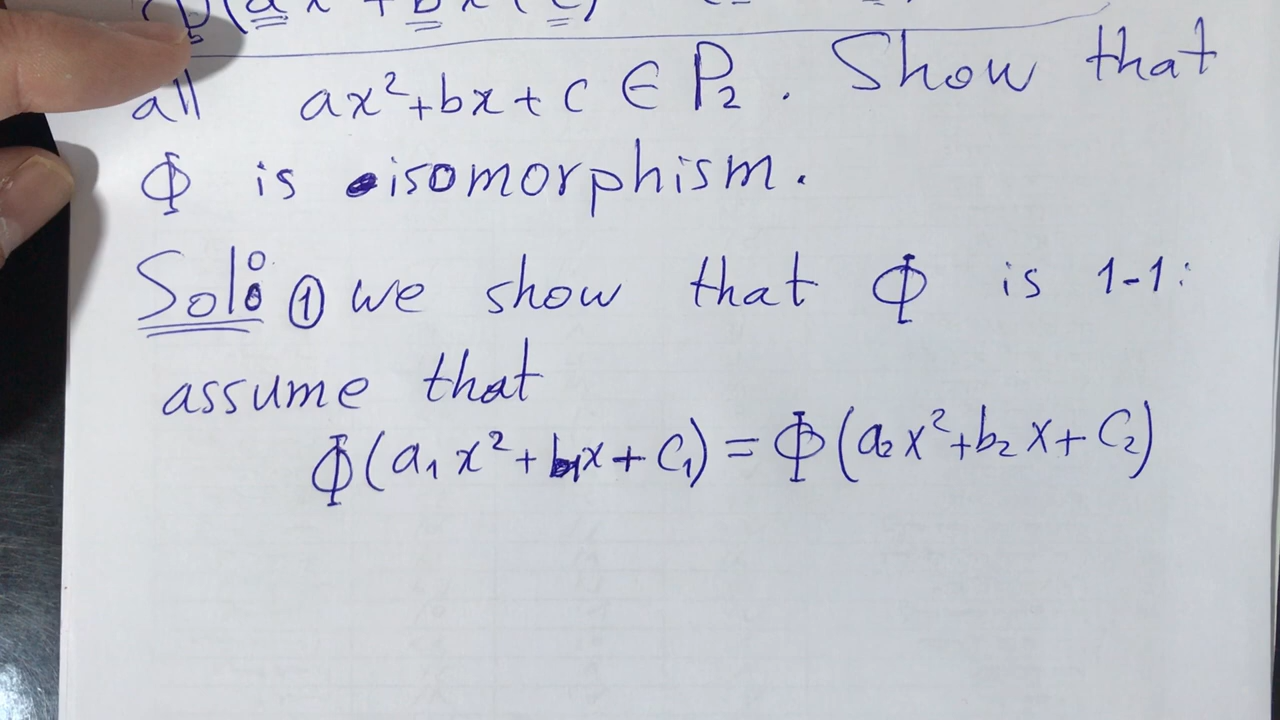 all ax²+bx+c ∈ P₂. Show that
Φ is isomorphism.
Sol: ① we show that Φ is 1-1:
assume that
Φ(a₁x²+b₁x+c₁)=Φ(a₂x²+b₂x+c₂)